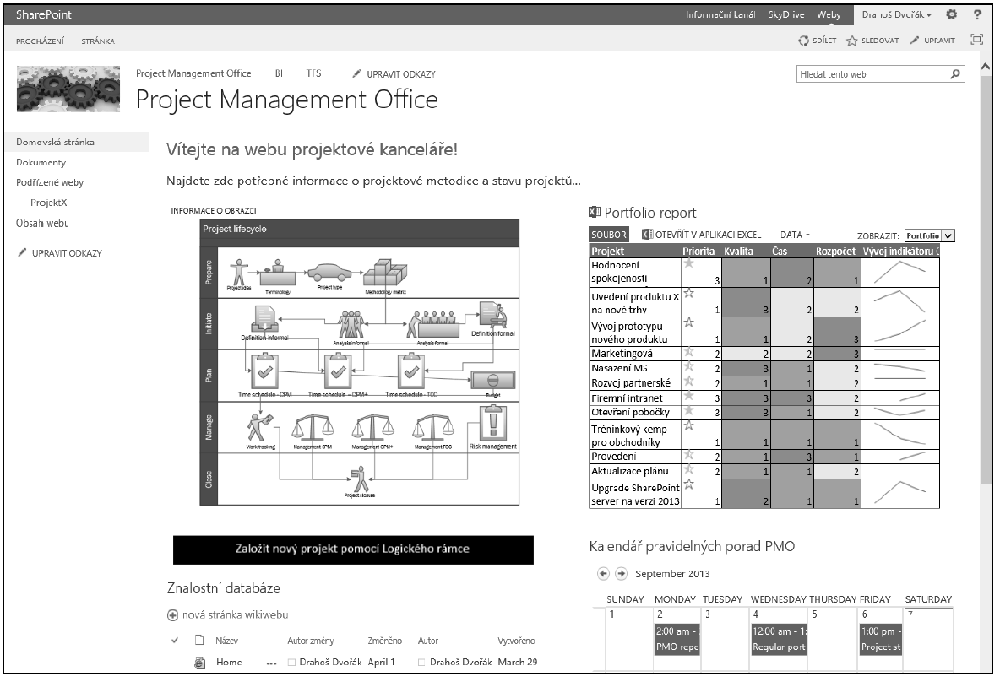 SharePoint
Informační kanál SkyDrive Weby Drahoš Dvořák ?
PROCHÁZENÍ STRÁNKA
SDÍLET SLEDOVAT UPRAVIT
Project Management Office BI TFS UPRAVIT ODKAZY
Hledat tento web
Project Management Office
Domovská stránka
Dokumenty
Podřízené weby
ProjektX
Obsah webu
UPRAVIT ODKAZY
Vítejte na webu projektové kanceláře!
Najdete zde potřebné informace o projektové metodice a stavu projektů...
INFORMACE O OBRAZCI
Project lifecycle
Prepare
Project idea Terminology Project type Methodology matrix
Initiate
Definition informal Analysis informal Analysis formal Definition formal
Plan
Time schedule - CPM Time schedule - CPM+ Time schedule - TOC Budget
Manage
Work tracking Management CPM Management CPM+ Management TOC Risk management
Close
Project closure
Založit nový projekt pomocí Logického rámce
Znalostní databáze
nová stránka wikiwebu
Název Autor změny Změněno Autor Vytvořeno
Home ... Drahoš Dvořák April 1 Drahoš Dvořák March 29
Portfolio report
SOUBOR OTEVŘÍT V APLIKACI EXCEL DATA ZOBRAZIT: Portfolio
Projekt Priorita Kvalita Čas Rozpočet Vývoj indikátoru
Hodnocení
spokojenosti 3 1 2 1
Uvedení produktu X
na nové trhy 1 3 2 2
Vývoj prototypu
nového produktu 1 1 2 3
Marketingová 2 2 2 3
Nasazení MS 2 3 1 2
Rozvoj partnerské 2 1 1 2
Firemní intranet 3 3 3 2
Otevření pobočky 3 3 1 2
Tréninkový kemp
pro obchodníky 1 1 1 1
Provedení 2 1 3 1
Aktualizace plánu 2 1 1 2
Upgrade SharePoint
server na verzi 2013 1 2 1 1
Kalendář pravidelných porad PMO
September 2013
SUNDAY MONDAY TUESDAY WEDNESDAY THURSDAY FRIDAY SATURDAY
1 2 3 4 5 6 7
2:00 am - 12:00 am - 1: 1:00 pm -
PMO repo Regular port Project st